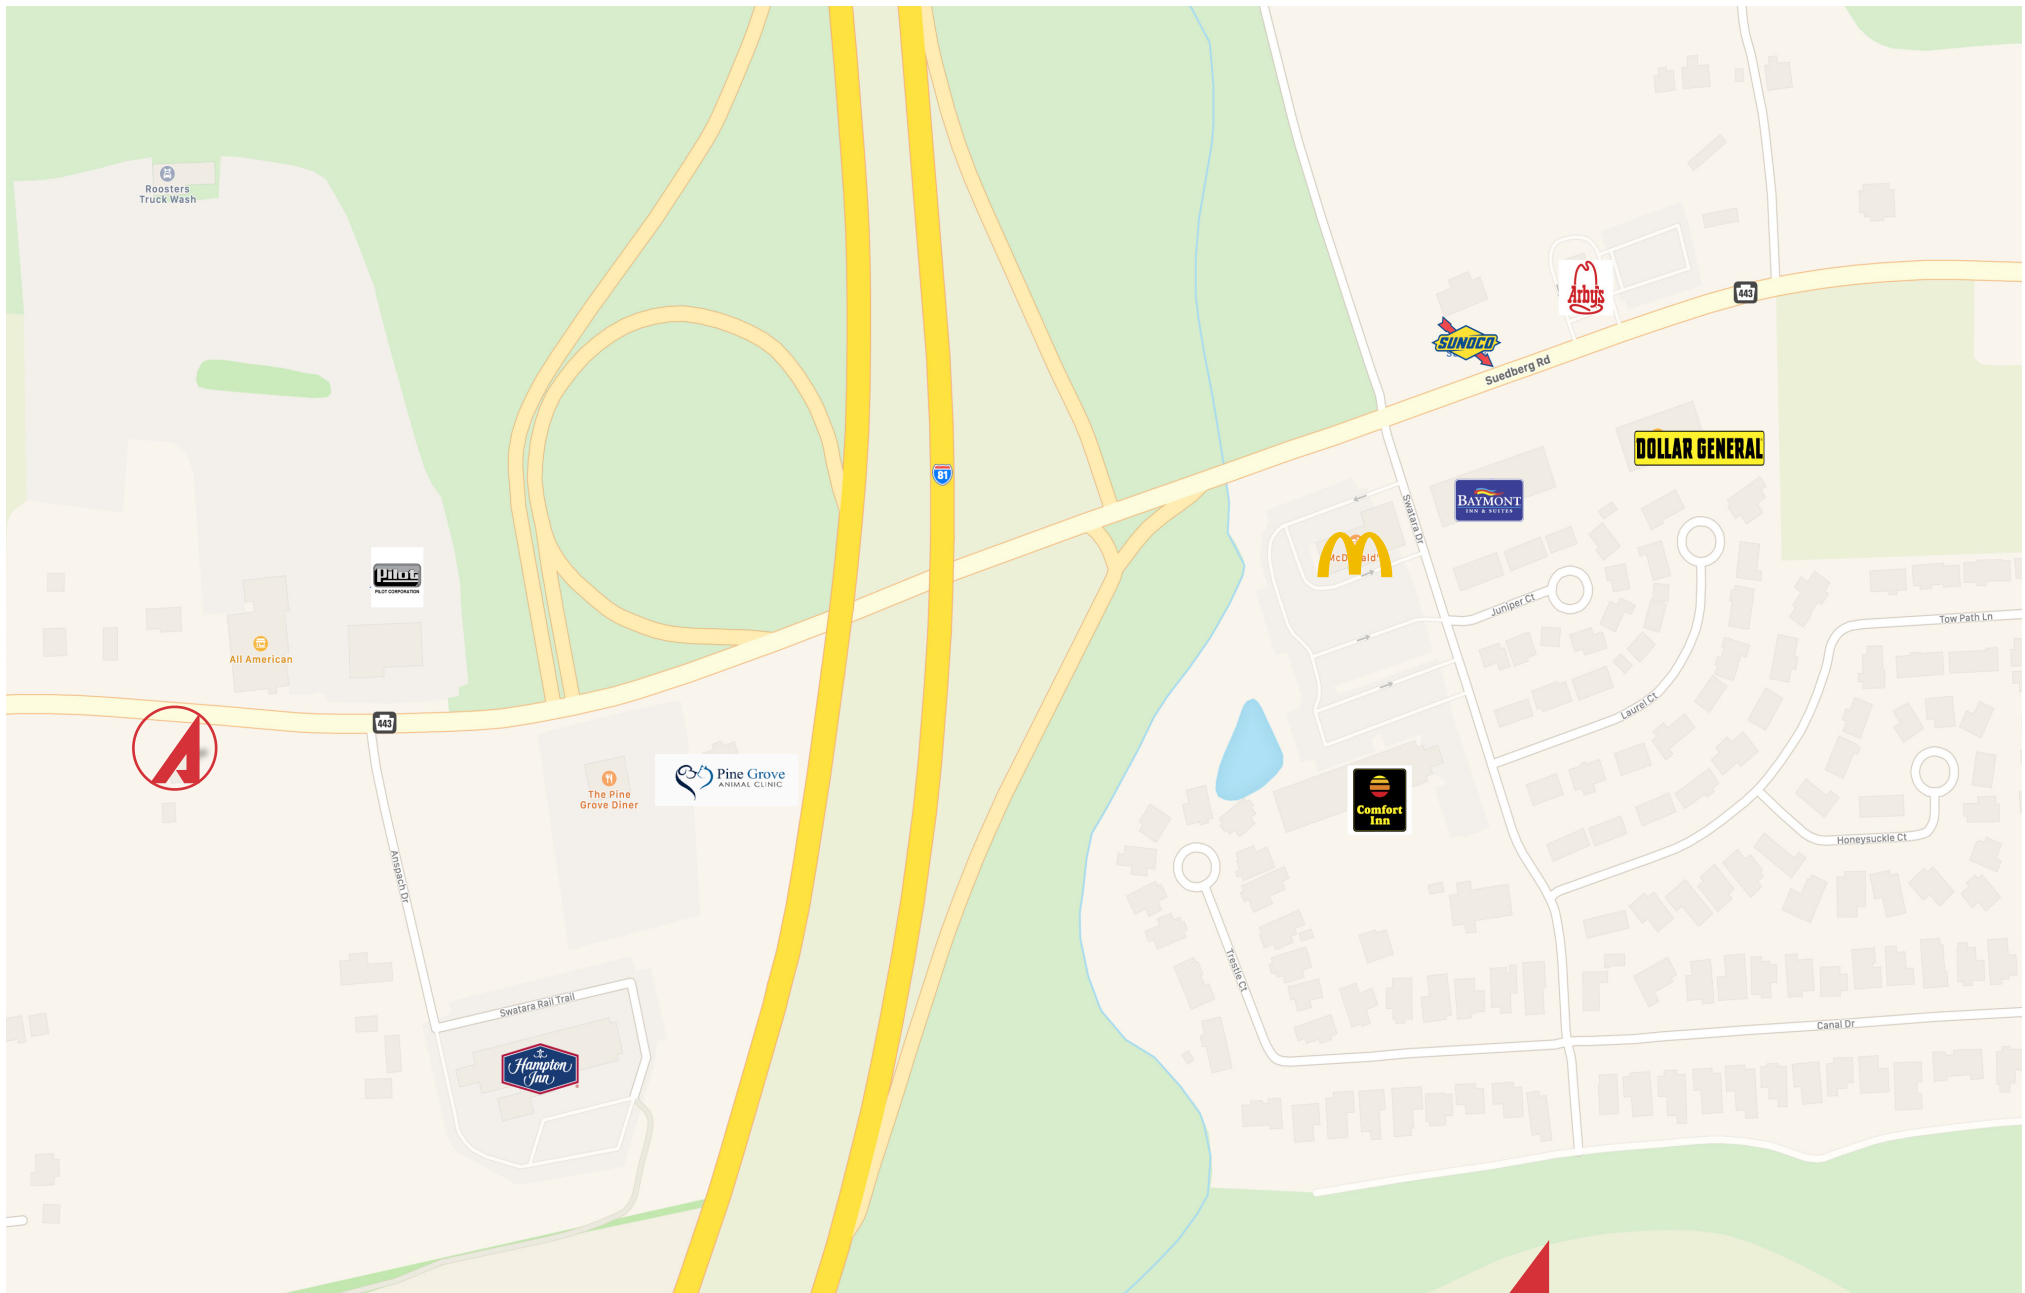 Roosters
Truck Wash
Arby's
443
SUNOCO
Suedberg Rd
DOLLAR GENERAL
81
BAYMONT
INN & SUITES
Swatara Dr
McD
ald'
Pilot
PILOT CORPORATION
Juniper Ct
Tow Path Ln
All American
Laurel Ct
443
The Pine
Grove Diner
Pine Grove
ANIMAL CLINIC
Comfort
Inn
Honeysuckle Ct
Anspach Dr
Trestle Ct
Swatara Rail Trail
Canal Dr
Hampton
Inn